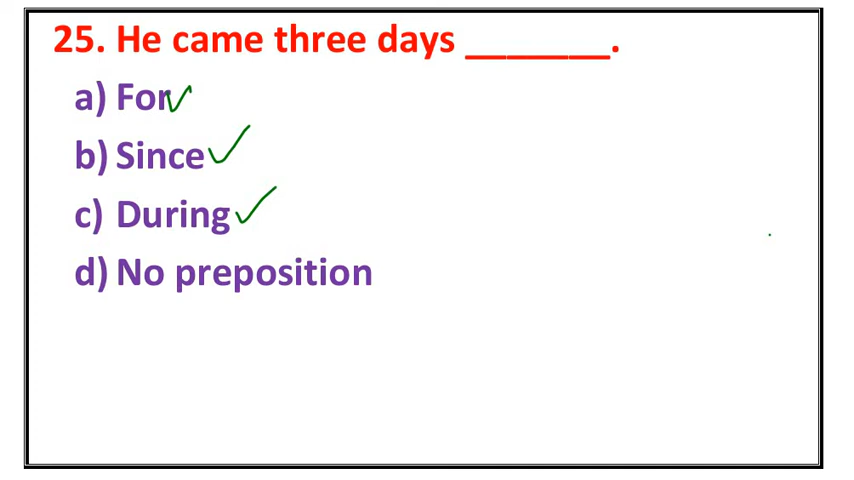 25. He came three days _______.
a) For
b) Since
c) During
d) No preposition